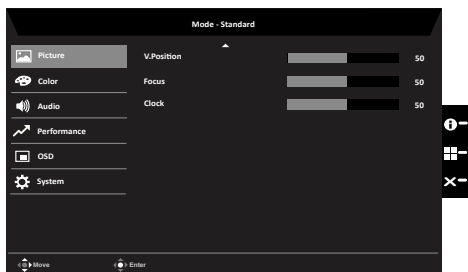 Mode - Standard
Picture
V.Position 50
Color
Focus 50
Audio
Clock 50
Performance
OSD
System
Move
Enter